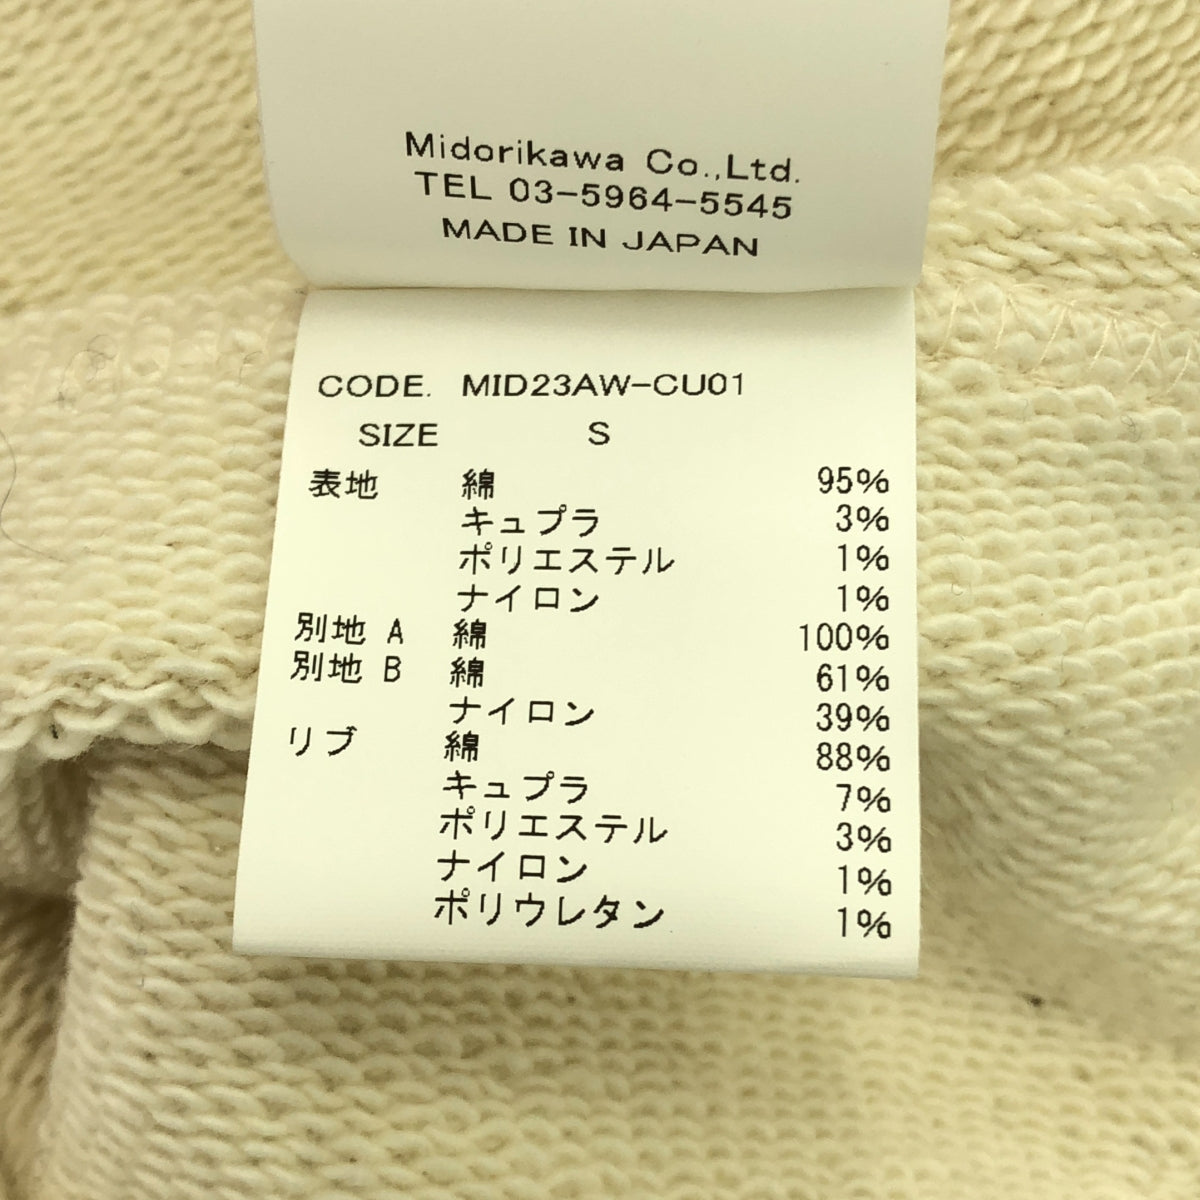 Midorikawa Co.,Ltd.
TEL 03-5964-5545
MADE IN JAPAN
CODE. MID23AW-CU01
SIZE S
表地 綿 95%
キュプラ 3%
ポリエステル 1%
ナイロン 1%
別地 A 綿 100%
別地 B 綿 61%
ナイロン 39%
リブ 綿 88%
キュプラ 7%
ポリエステル 3%
ナイロン 1%
ポリウレタン 1%